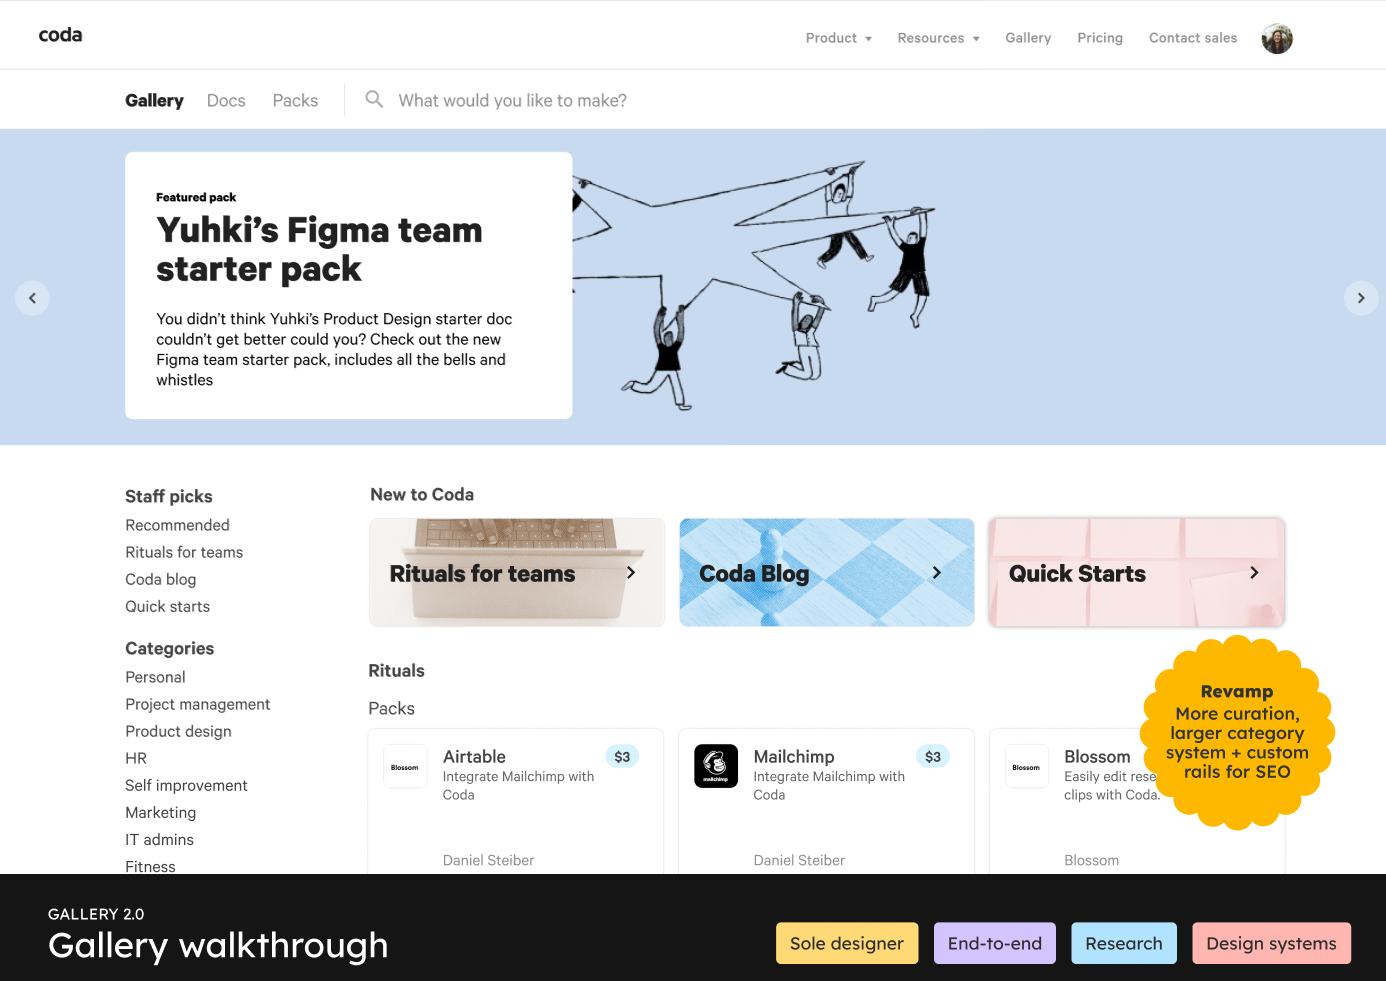 coda
Product
Resources
Gallery
Pricing
Contact sales
Gallery
Docs
Packs
What would you like to make?
Featured pack
Yuhki’s Figma team
starter pack
You didn’t think Yuhki’s Product Design starter doc
couldn’t get better could you? Check out the new
Figma team starter pack, includes all the bells and
whistles
Staff picks
Recommended
Rituals for teams
Coda blog
Quick starts
Categories
Personal
Project management
Product design
HR
Self improvement
Marketing
IT admins
Fitness
New to Coda
Rituals for teams
Coda Blog
Quick Starts
Rituals
Packs
Blossom
Airtable
$3
Integrate Mailchimp with
Coda
Daniel Steiber
mailchimp
Mailchimp
$3
Integrate Mailchimp with
Coda
Daniel Steiber
Blossom
Blossom
Easily edit
clips with Coda.
Blossom
Revamp
More curation,
larger category
system + custom
rails for SEO
GALLERY 2.0
Gallery walkthrough
Sole designer
End-to-end
Research
Design systems